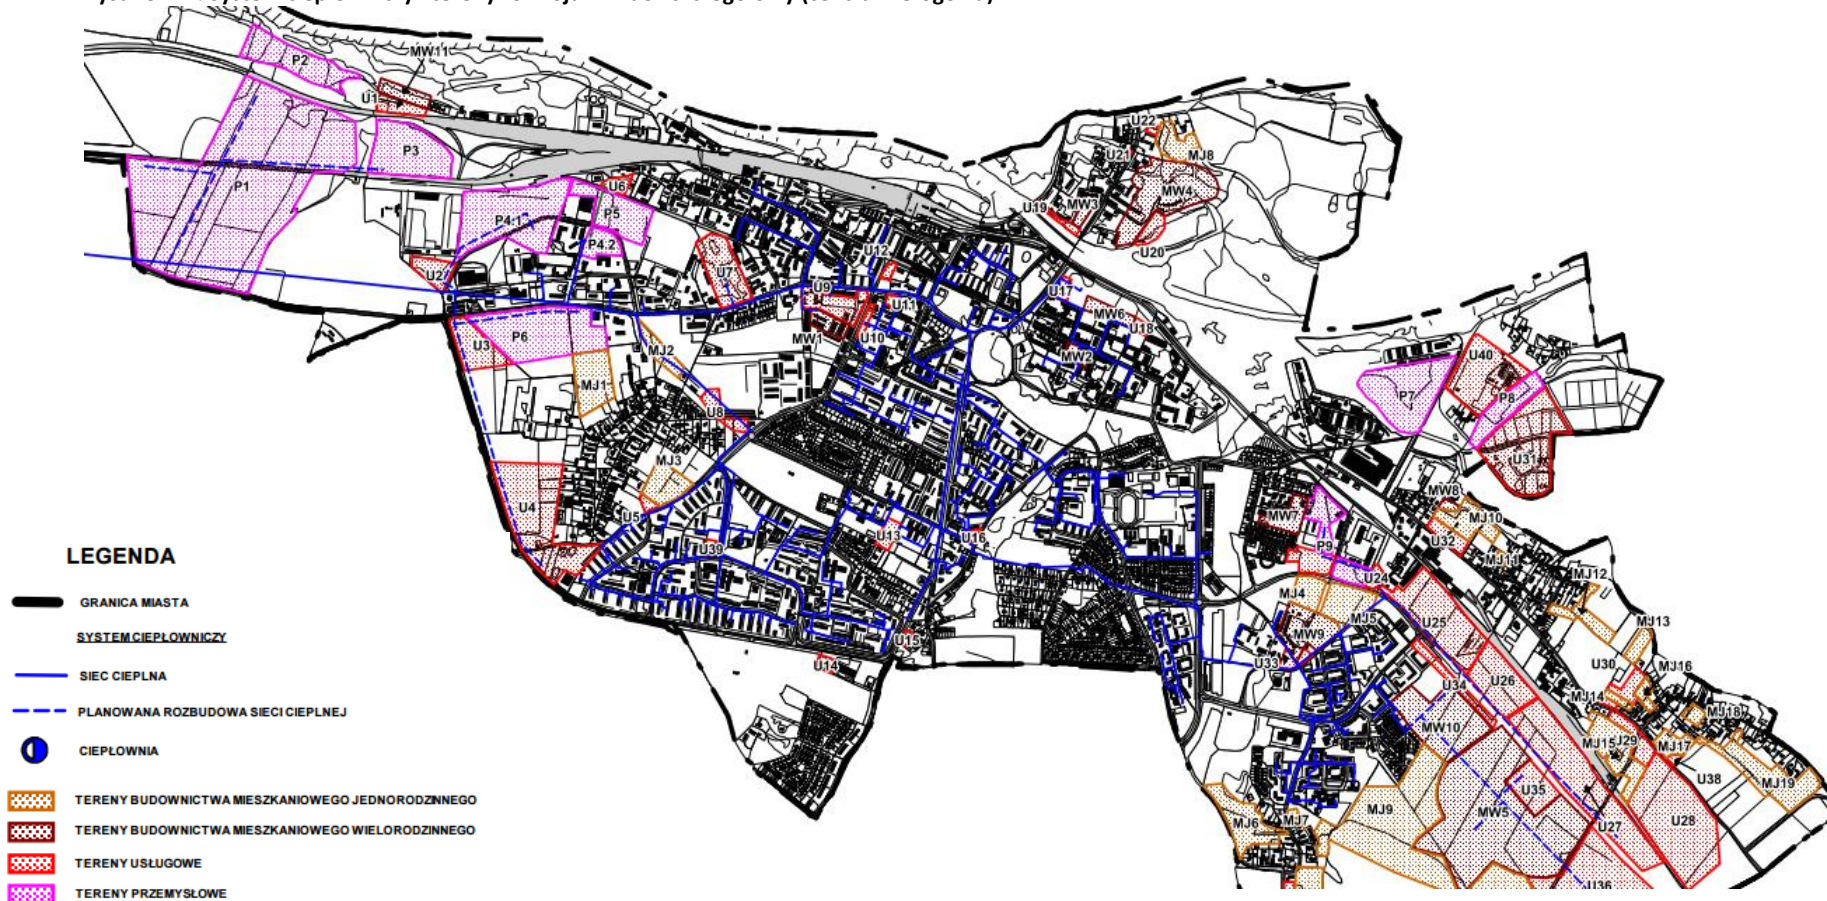 MW11
P2
U1
P3
P1
U22
U21
MJ8
MW4
U6
U19
MW3
P4.1
P5
P4.2
U20
U12
U7
U2
U9
U17
U11
MW6
U18
U3
P6
MW1
U10
MJ2
MW2
U40
MJ1
P7
P8
U8
MJ3
U31
MW8
U4
U5
MW7
MJ10
U13
U16
U32
U39
P9
MJ11
LEGENDA
U24
MJ12
MJ4
GRANICA MIASTA
MJ5
U25
MJ13
SYSTEM CIEPŁOWNICZY
U15
MW9
U14
U33
U30
MJ16
SIEC CIEPLNA
U34
U26
MJ14
PLANOWANA ROZBUDOWA SIECI CIEPLNEJ
MW10
MJ18
MJ15
J29
MJ17
CIEPŁOWNIA
U38
MJ19
U35
TERENY BUDOWNICTWA MIESZKANIOWEGO JEDNORODZINNEGO
MJ9
MW5
MJ6
MJ7
U27
U28
TERENY BUDOWNICTWA MIESZKANIOWEGO WIELORODZINNEGO
TERENY USŁUGOWE
U36
TERENY PRZEMYSŁOWE